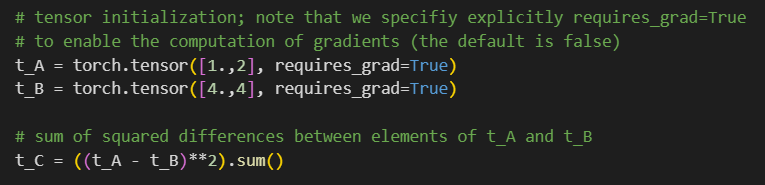 # tensor initialization; note that we specifiy explicitly requires_grad=True
# to enable the computation of gradients (the default is false)
t_A = torch.tensor([1.,2], requires_grad=True)
t_B = torch.tensor([4.,4], requires_grad=True)
# sum of squared differences between elements of t_A and t_B
t_C = ((t_A - t_B)**2).sum()